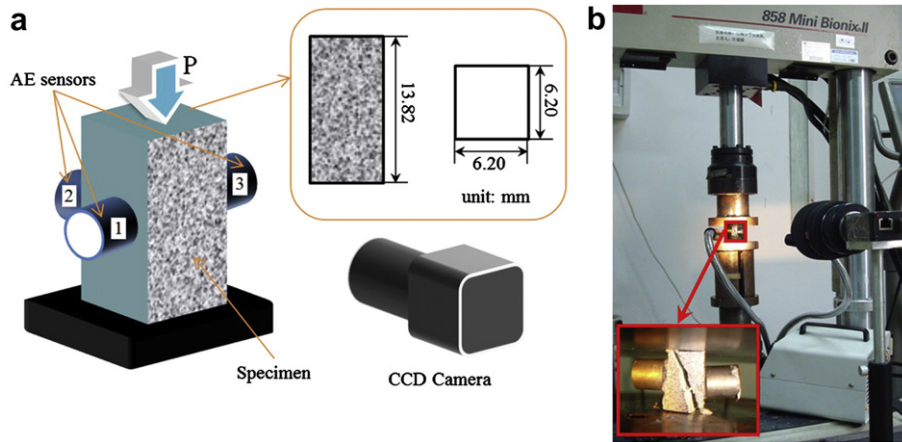 a
P
AE sensors
2
1
3
Specimen
13.82
6.20
6.20
unit: mm
CCD Camera
b
858 Mini Bionix II